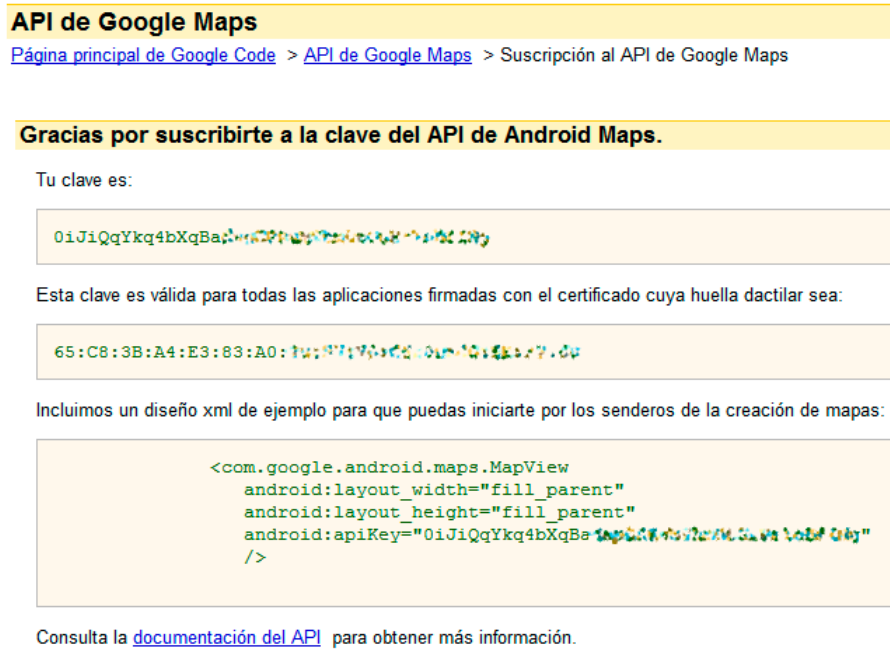 API de Google Maps
Página principal de Google Code > API de Google Maps > Suscripción al API de Google Maps
Gracias por suscribirte a la clave del API de Android Maps.
Tu clave es:
0iJiQqYkq4bXqBa
Esta clave es válida para todas las aplicaciones firmadas con el certificado cuya huella dactilar sea:
65:C8:3B:A4:E3:83:A0:
Incluimos un diseño xml de ejemplo para que puedas iniciarte por los senderos de la creación de mapas:
<com.google.android.maps.MapView
android:layout_width="fill_parent"
android:layout_height="fill_parent"
android:apiKey="0iJiQqYkq4bXqBa"
/>
Consulta la documentación del API para obtener más información.